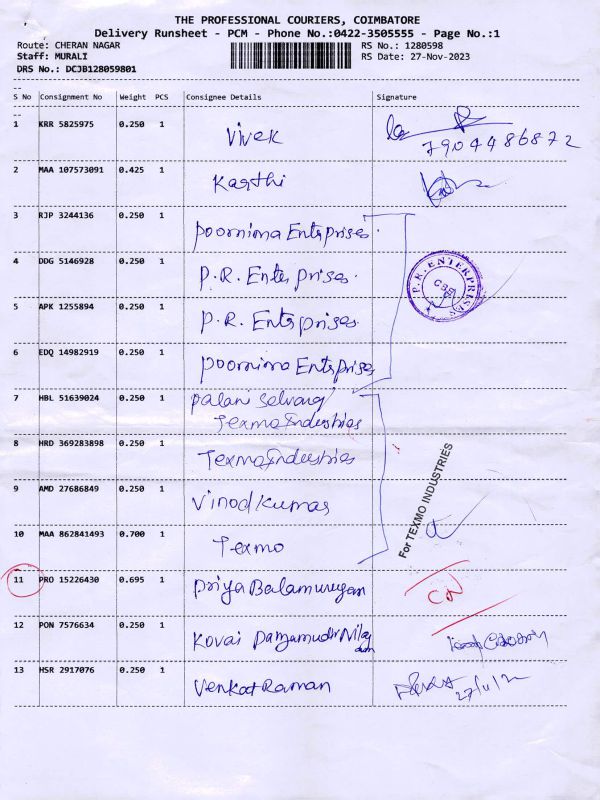 THE PROFESSIONAL COURIERS, COIMBATORE
Delivery Runsheet - PCM - Phone No.:0422-3505555 - Page No.:1
Route: CHERAN NAGAR RS No.: 1280598
Staff: MURALI RS Date: 27-Nov-2023
DRS No.: DCJB128059801
S No Consignment No Weight PCS Consignee Details Signature
1 KRR 5825975 0.250 1 Vivek
7904486872
2 MAA 107573091 0.425 1 Karthi
3 RJP 3244136 0.250 1 Poornima Enterprises.
4 DDG 5146928 0.250 1 P.R. Enterprises.
P.R. ENTERPRISES
CBE
5 APK 1255894 0.250 1 P.R. Enterprises.
6 EDQ 14982919 0.250 1 Poornima Enterprises
7 HBL 51639024 0.250 1 Palani Selvaraj
Texmo Industries
8 HRD 369283898 0.250 1 Texmo Industries
For TEXMO INDUSTRIES
9 AMD 27686849 0.250 1 Vinod Kumar
10 MAA 862841493 0.700 1 Texmo
11 PRO 15226430 0.695 1 Priya Balamurugan
12 PON 7576634 0.250 1 Kovai
13 HSR 2917076 0.250 1 Venkat Raman